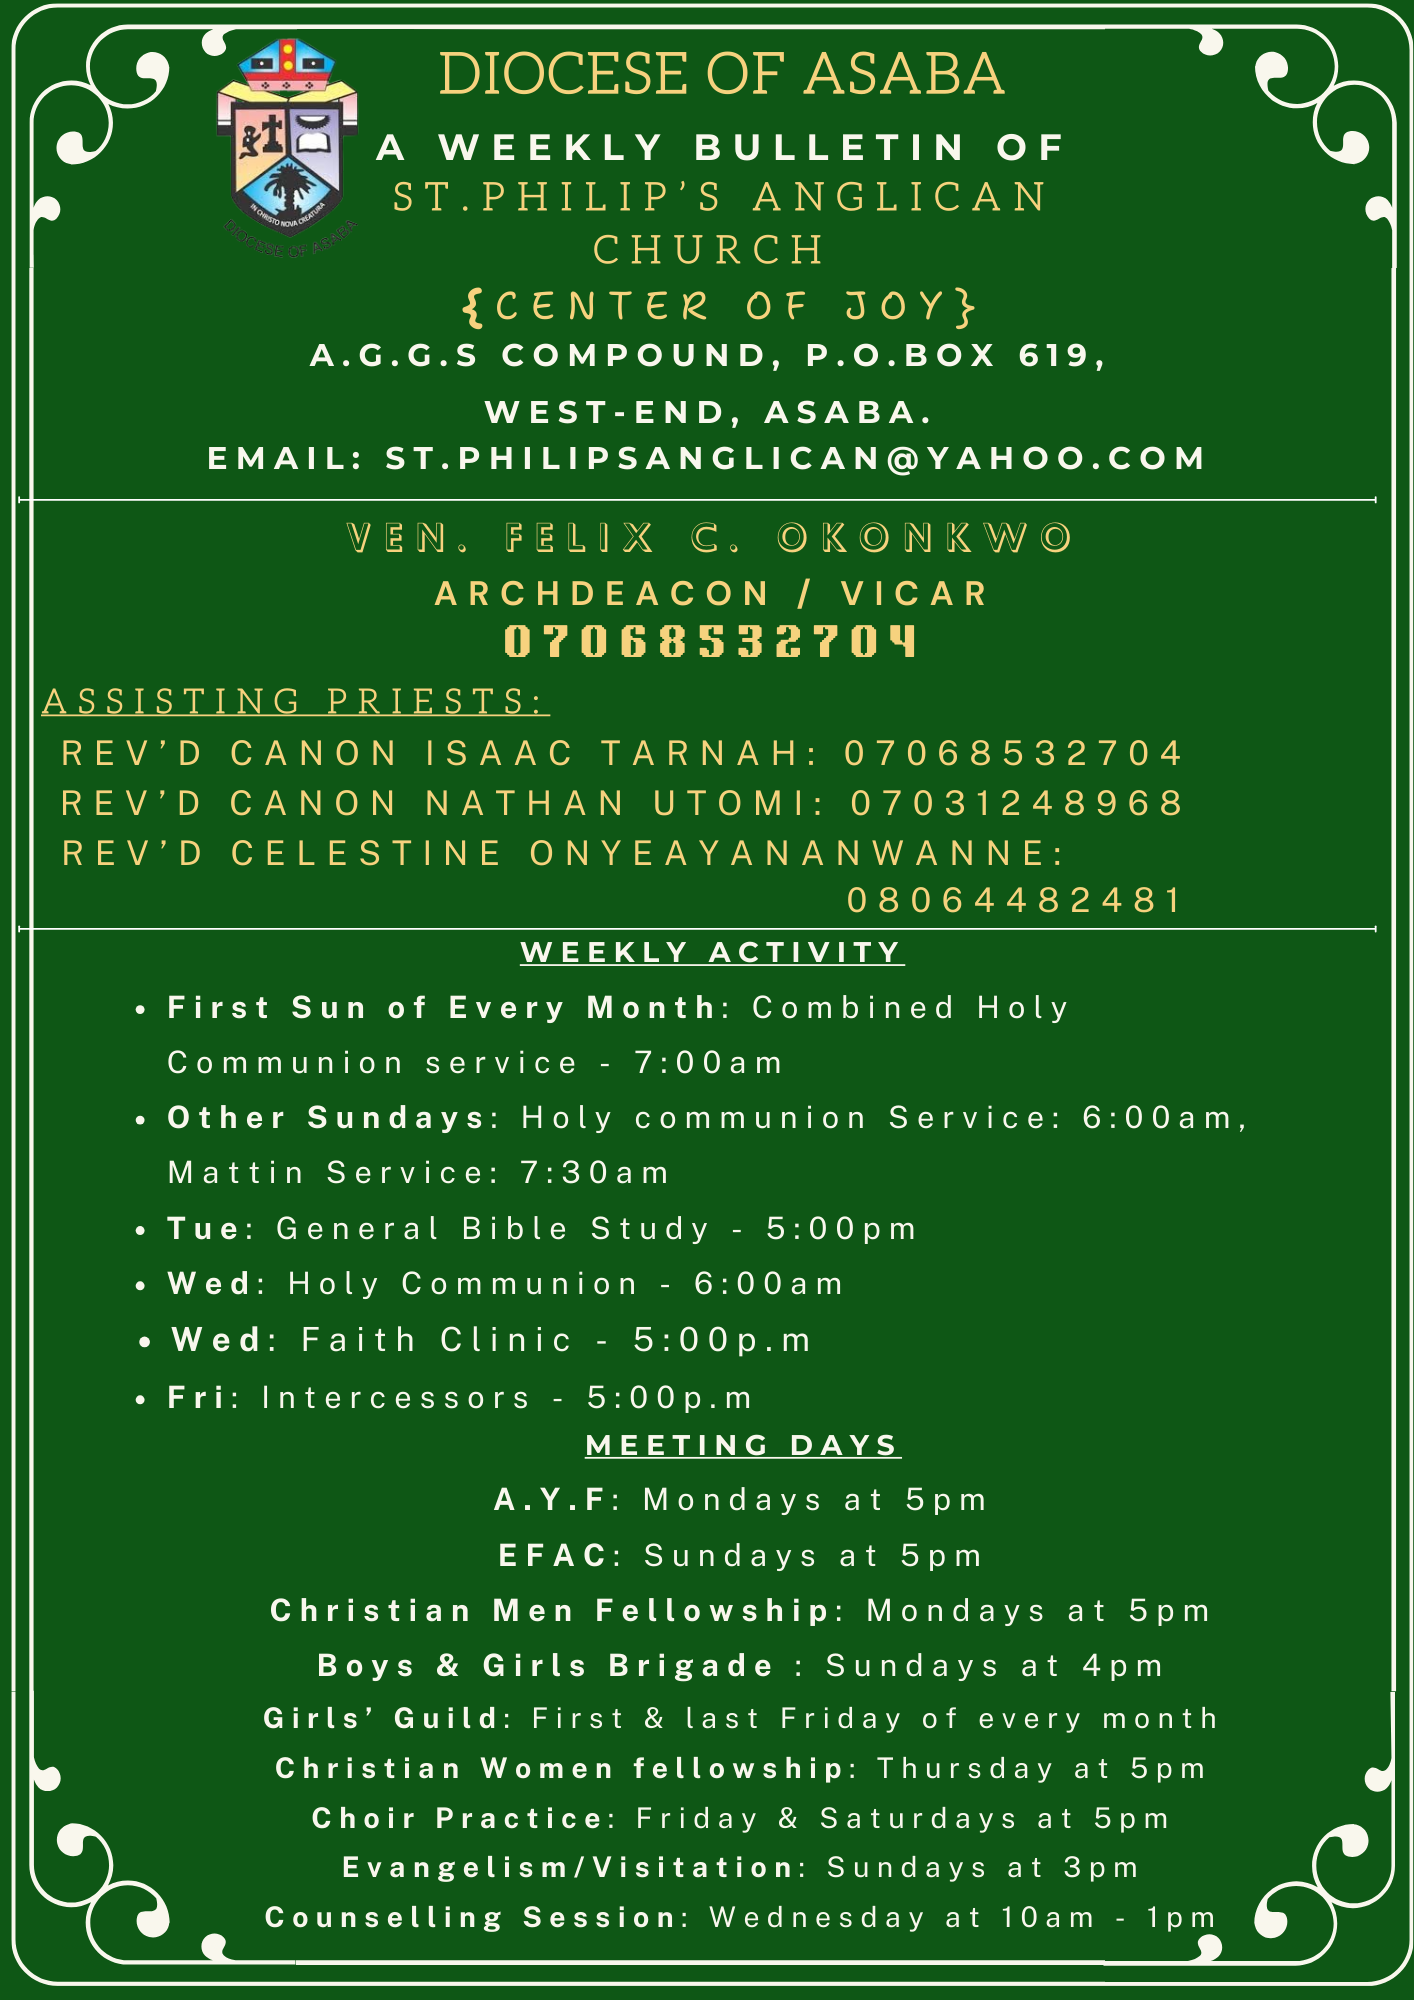 DIOCESE OF ASABA
A WEEKLY BULLETIN OF
ST.PHILIP'S ANGLICAN
CHURCH
{CENTER OF JOY}
A.G.G.S COMPOUND, P.O.BOX 619,
WEST-END, ASABA.
EMAIL: ST.PHILIPSANGLICAN@YAHOO.COM
IN CHRISTO NOVA CREATURA
DIOCESE OF ASABA
VEN. FELIX C. OKONKWO
ARCHDEACON / VICAR
07068532704
ASSISTING PRIESTS:
REV'D CANON ISAAC TARNAH: 07068532704
REV'D CANON NATHAN UTOMI: 07031248968
REV'D CELESTINE ONYEAYANANWANNE:
08064482481
WEEKLY ACTIVITY
• First Sun of Every Month: Combined Holy
Communion service - 7:00am
• Other Sundays: Holy communion Service: 6:00am,
Mattin Service: 7:30am
• Tue: General Bible Study - 5:00pm
• Wed: Holy Communion - 6:00am
• Wed: Faith Clinic - 5:00p.m
• Fri: Intercessors - 5:00p.m
MEETING DAYS
A.Y.F: Mondays at 5pm
EFAC: Sundays at 5pm
Christian Men Fellowship: Mondays at 5pm
Boys & Girls Brigade : Sundays at 4pm
Girls' Guild: First & last Friday of every month
Christian Women fellowship: Thursday at 5pm
Choir Practice: Friday & Saturdays at 5pm
Evangelism/Visitation: Sundays at 3pm
Counselling Session: Wednesday at 10am - 1pm